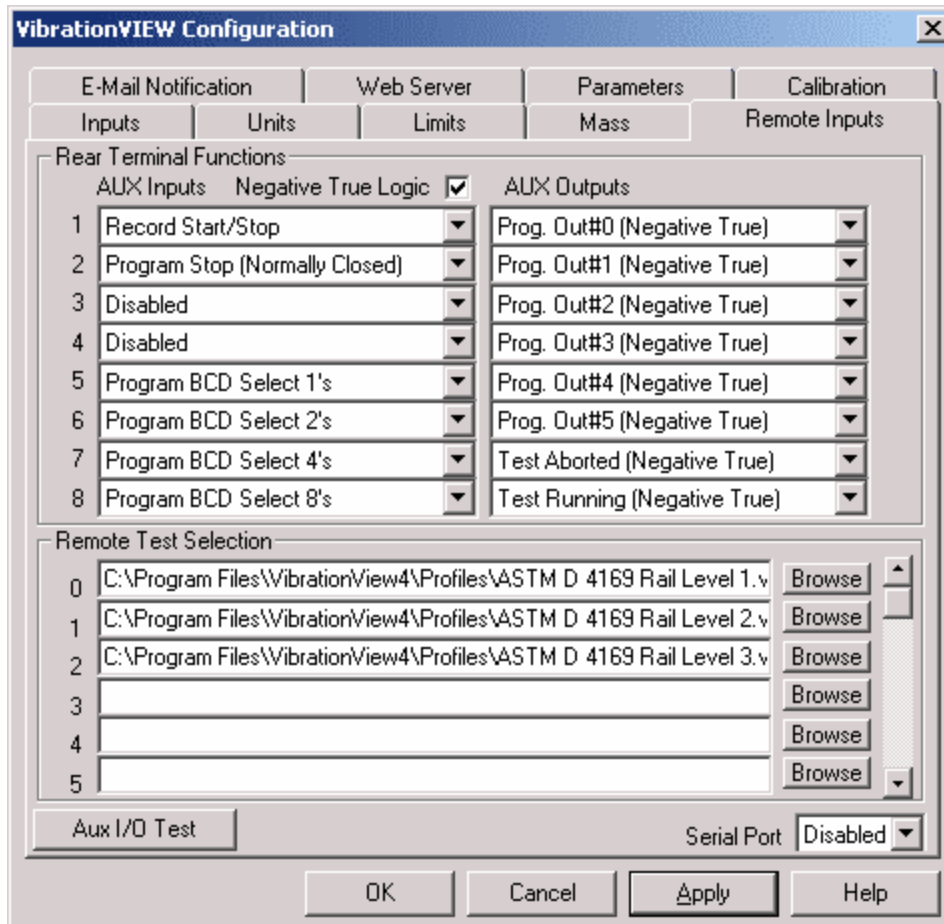 VibrationVIEW Configuration
E-Mail Notification Web Server Parameters Calibration
Inputs Units Limits Mass Remote Inputs
Rear Terminal Functions
AUX Inputs Negative True Logic AUX Outputs
1 Record Start/Stop Prog. Out#0 (Negative True)
2 Program Stop (Normally Closed) Prog. Out#1 (Negative True)
3 Disabled Prog. Out#2 (Negative True)
4 Disabled Prog. Out#3 (Negative True)
5 Program BCD Select 1's Prog. Out#4 (Negative True)
6 Program BCD Select 2's Prog. Out#5 (Negative True)
7 Program BCD Select 4's Test Aborted (Negative True)
8 Program BCD Select 8's Test Running (Negative True)
Remote Test Selection
0 C:\Program Files\VibrationView4\Profiles\ASTM D 4169 Rail Level 1.v Browse
1 C:\Program Files\VibrationView4\Profiles\ASTM D 4169 Rail Level 2.v Browse
2 C:\Program Files\VibrationView4\Profiles\ASTM D 4169 Rail Level 3.v Browse
3 Browse
4 Browse
5 Browse
Aux I/O Test Serial Port Disabled
OK Cancel Apply Help